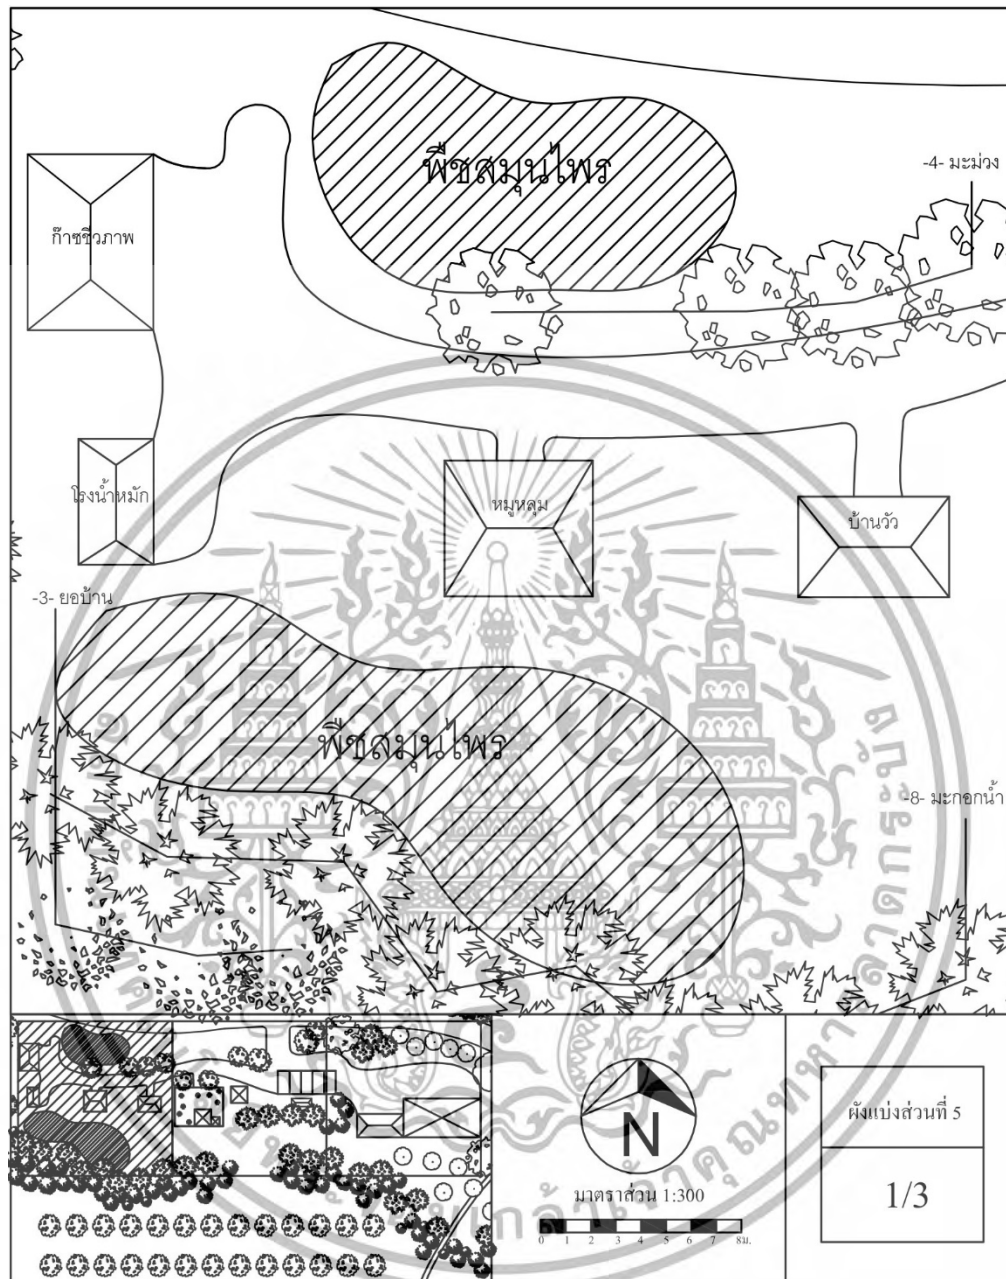 พืชสมุนไพร
-4- มะม่วง
ก๊าซชีวภาพ
โรงน้ำหมัก
หมูหลุม
บ้านวัว
-3- ยอบ้าน
พืชสมุนไพร
-8- มะกอกน้ำ
N
มาตราส่วน 1:300
0 1 2 3 4 5 6 7 8ม.
ผังแบ่งส่วนที่ 5
1/3